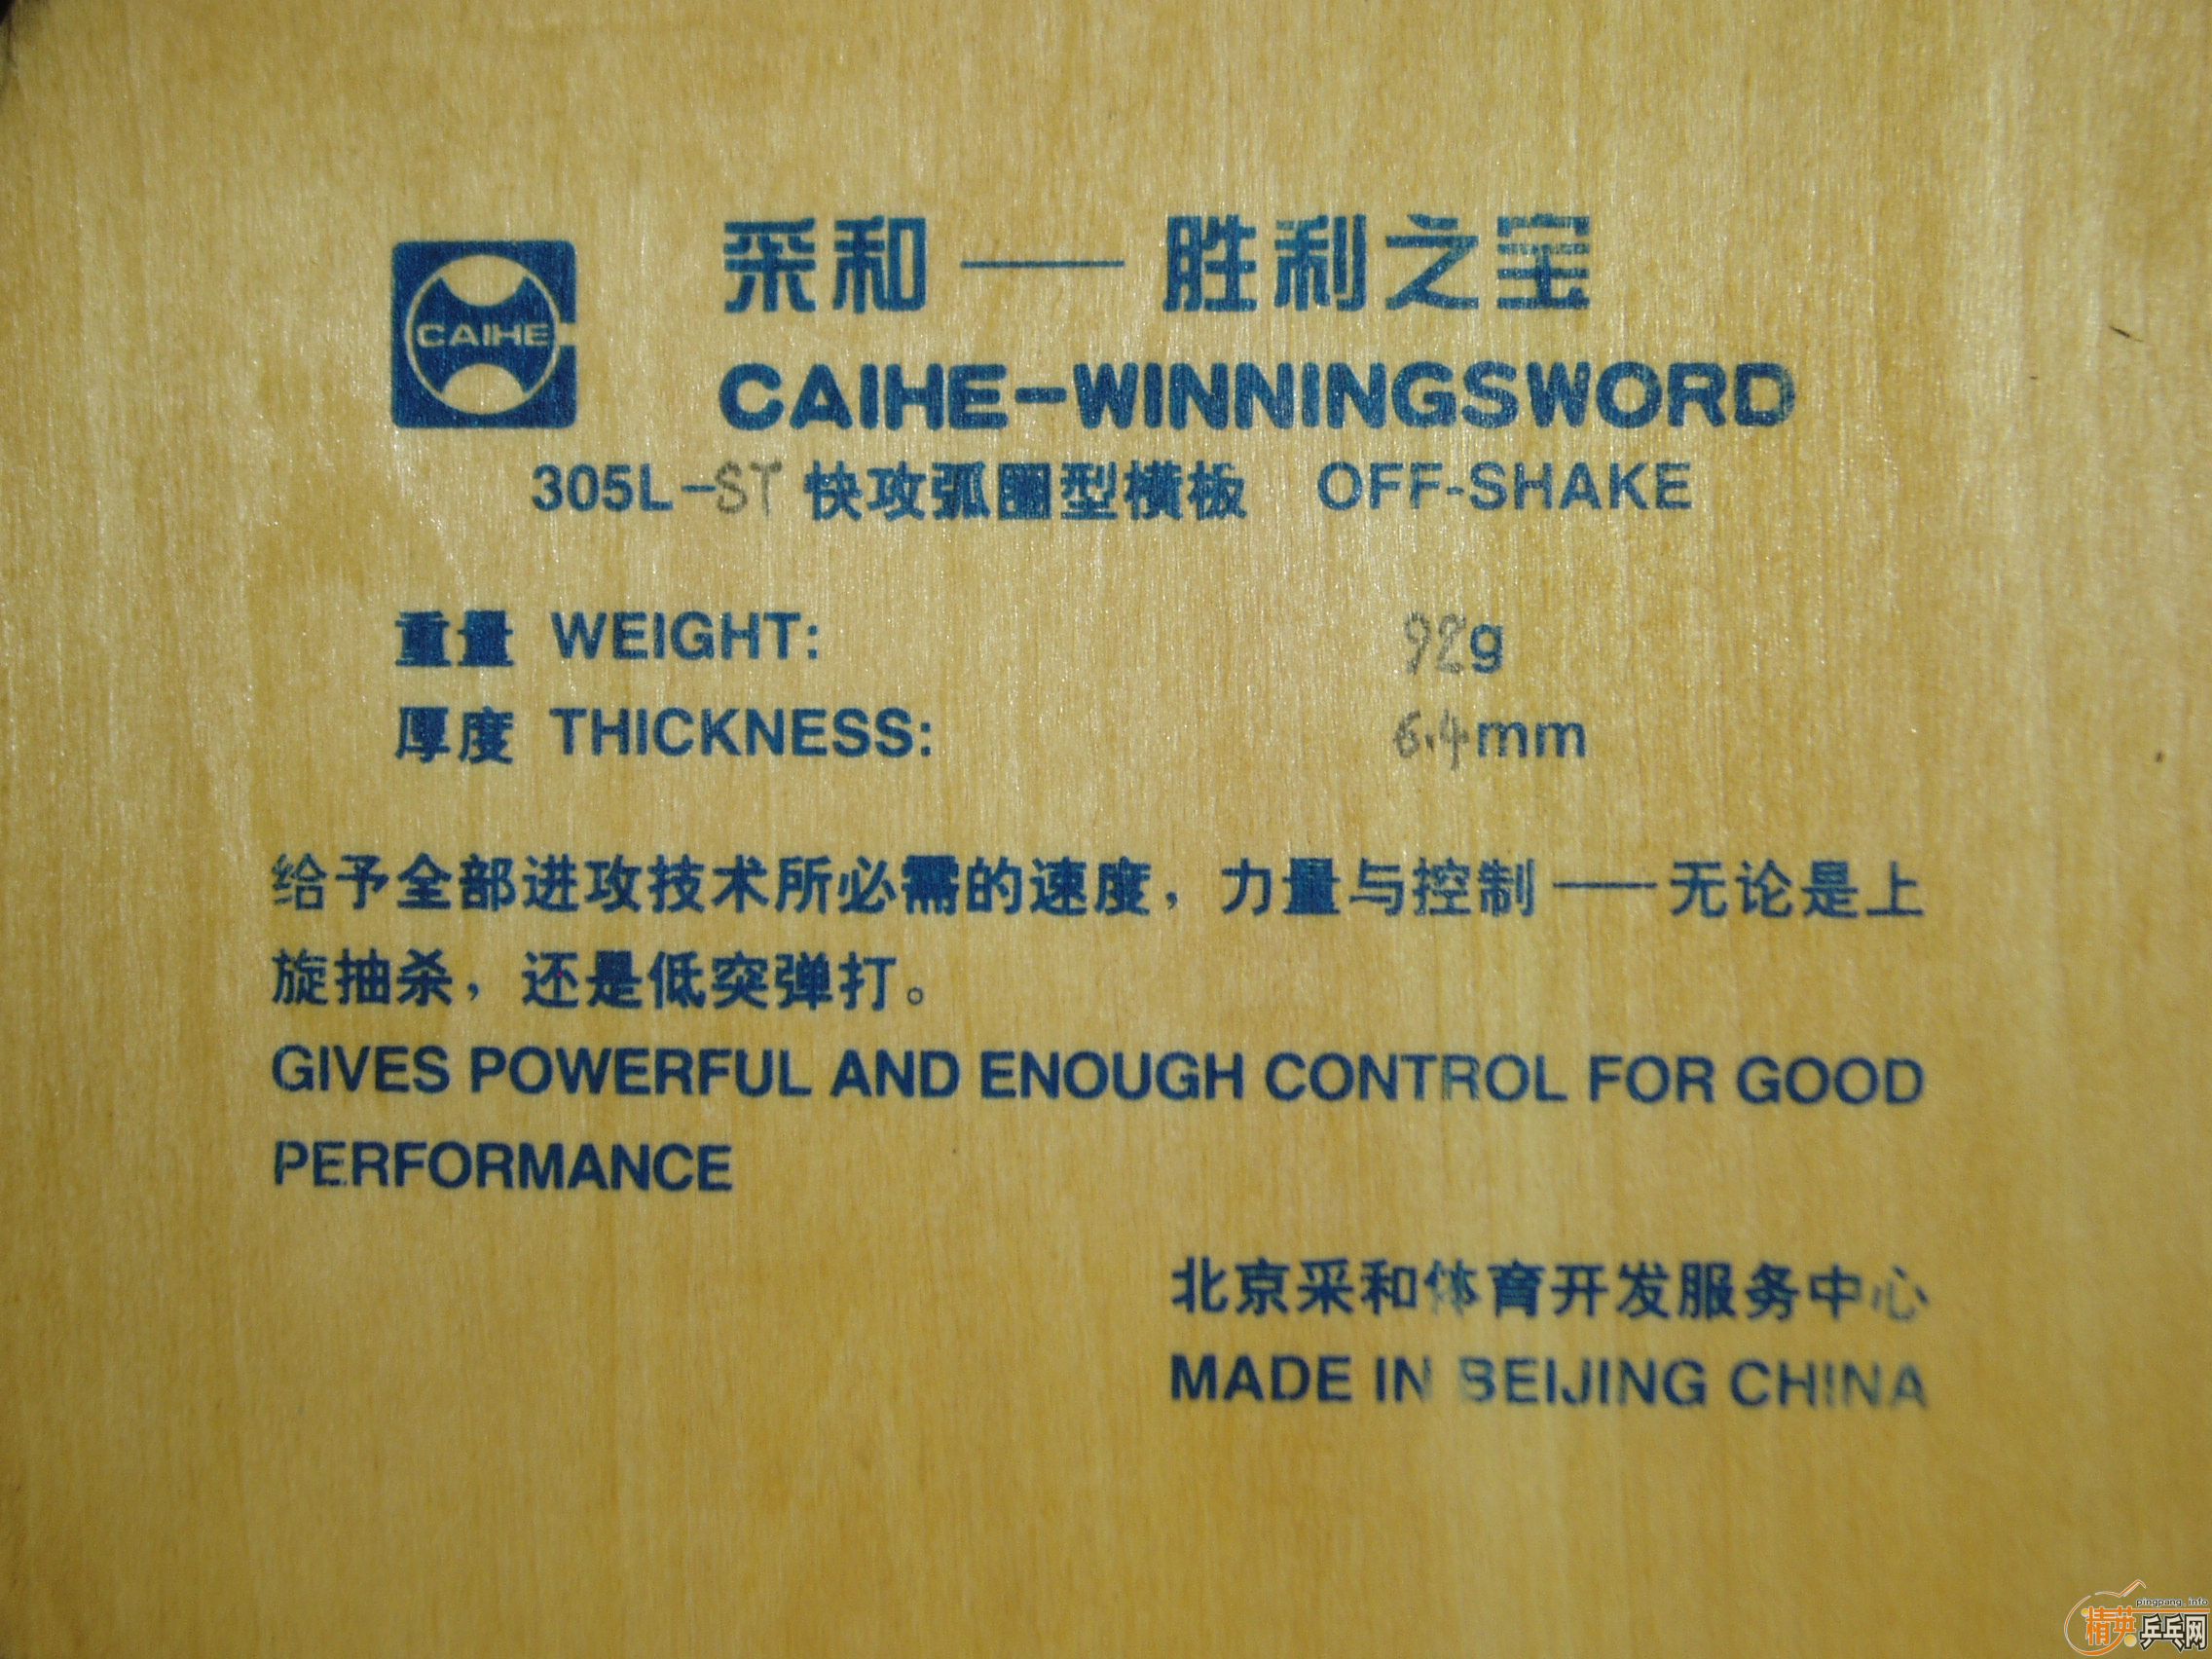 采和——胜利之宝
CAIHE
CAIHE-WINNINGSWORD
305L-ST 快攻弧圈型横板 OFF-SHAKE
重量 WEIGHT: 92g
厚度 THICKNESS: 6.4mm
给予全部进攻技术所必需的速度，力量与控制——无论是上
旋抽杀，还是低突弹打。
GIVES POWERFUL AND ENOUGH CONTROL FOR GOOD
PERFORMANCE
北京采和体育开发服务中心
MADE IN BEIJING CHINA
pingpang.info
精英乒乓网